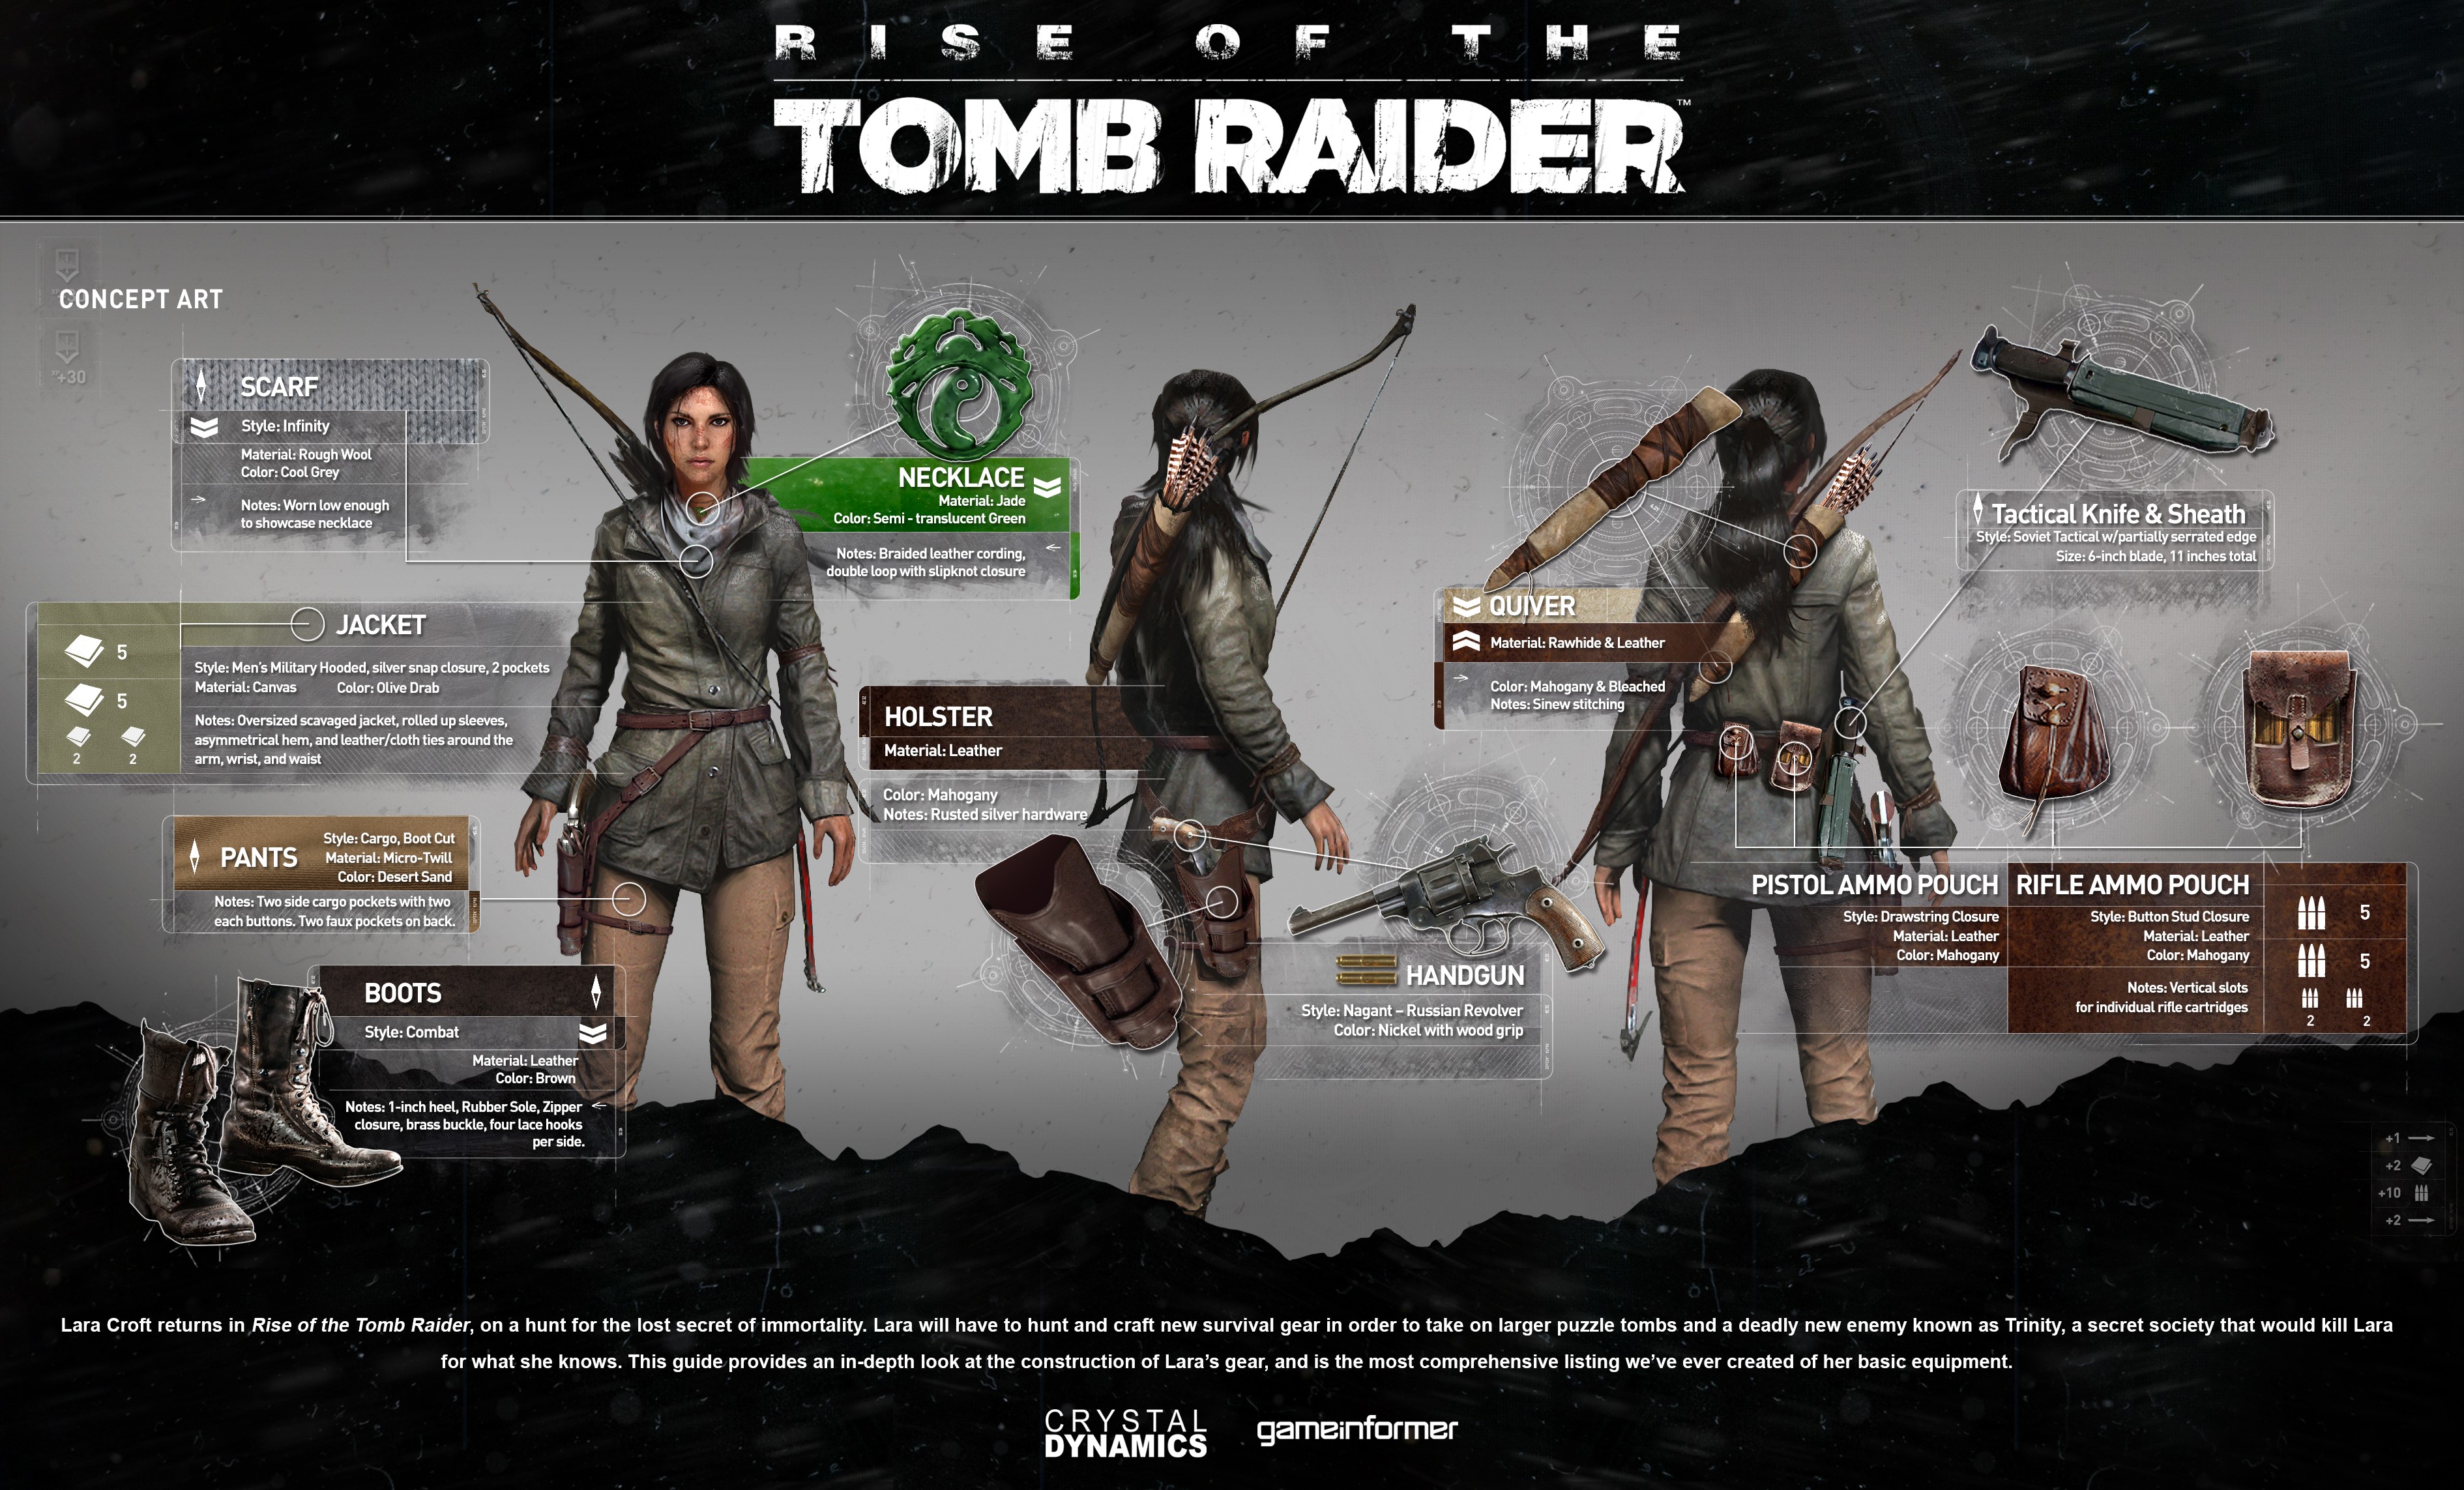 RISE OF THE
TOMB RAIDER™
CONCEPT ART
+30
SCARF
Style: Infinity
Material: Rough Wool
Color: Cool Grey
Notes: Worn low enough
to showcase necklace
NECKLACE
Material: Jade
Color: Semi - translucent Green
Notes: Braided leather cording,
double loop with slipknot closure
JACKET
5
5
2 2
Style: Men's Military Hooded, silver snap closure, 2 pockets
Material: Canvas Color: Olive Drab
Notes: Oversized scavaged jacket, rolled up sleeves,
asymmetrical hem, and leather/cloth ties around the
arm, wrist, and waist
PANTS
Style: Cargo, Boot Cut
Material: Micro-Twill
Color: Desert Sand
Notes: Two side cargo pockets with two
each buttons. Two faux pockets on back.
BOOTS
Style: Combat
Material: Leather
Color: Brown
Notes: 1-inch heel, Rubber Sole, Zipper
closure, brass buckle, four lace hooks
per side.
HOLSTER
Material: Leather
Color: Mahogany
Notes: Rusted silver hardware
HANDGUN
Style: Nagant – Russian Revolver
Color: Nickel with wood grip
QUIVER
Material: Rawhide & Leather
Color: Mahogany & Bleached
Notes: Sinew stitching
Tactical Knife & Sheath
Style: Soviet Tactical w/partially serrated edge
Size: 6-inch blade, 11 inches total
PISTOL AMMO POUCH
Style: Drawstring Closure
Material: Leather
Color: Mahogany
RIFLE AMMO POUCH
Style: Button Stud Closure
Material: Leather
Color: Mahogany
Notes: Vertical slots
for individual rifle cartridges
5
5
2 2
+1
+2
+10
+2
Lara Croft returns in Rise of the Tomb Raider, on a hunt for the lost secret of immortality. Lara will have to hunt and craft new survival gear in order to take on larger puzzle tombs and a deadly new enemy known as Trinity, a secret society that would kill Lara
for what she knows. This guide provides an in-depth look at the construction of Lara's gear, and is the most comprehensive listing we've ever created of her basic equipment.
CRYSTAL
DYNAMICS
gameinformer